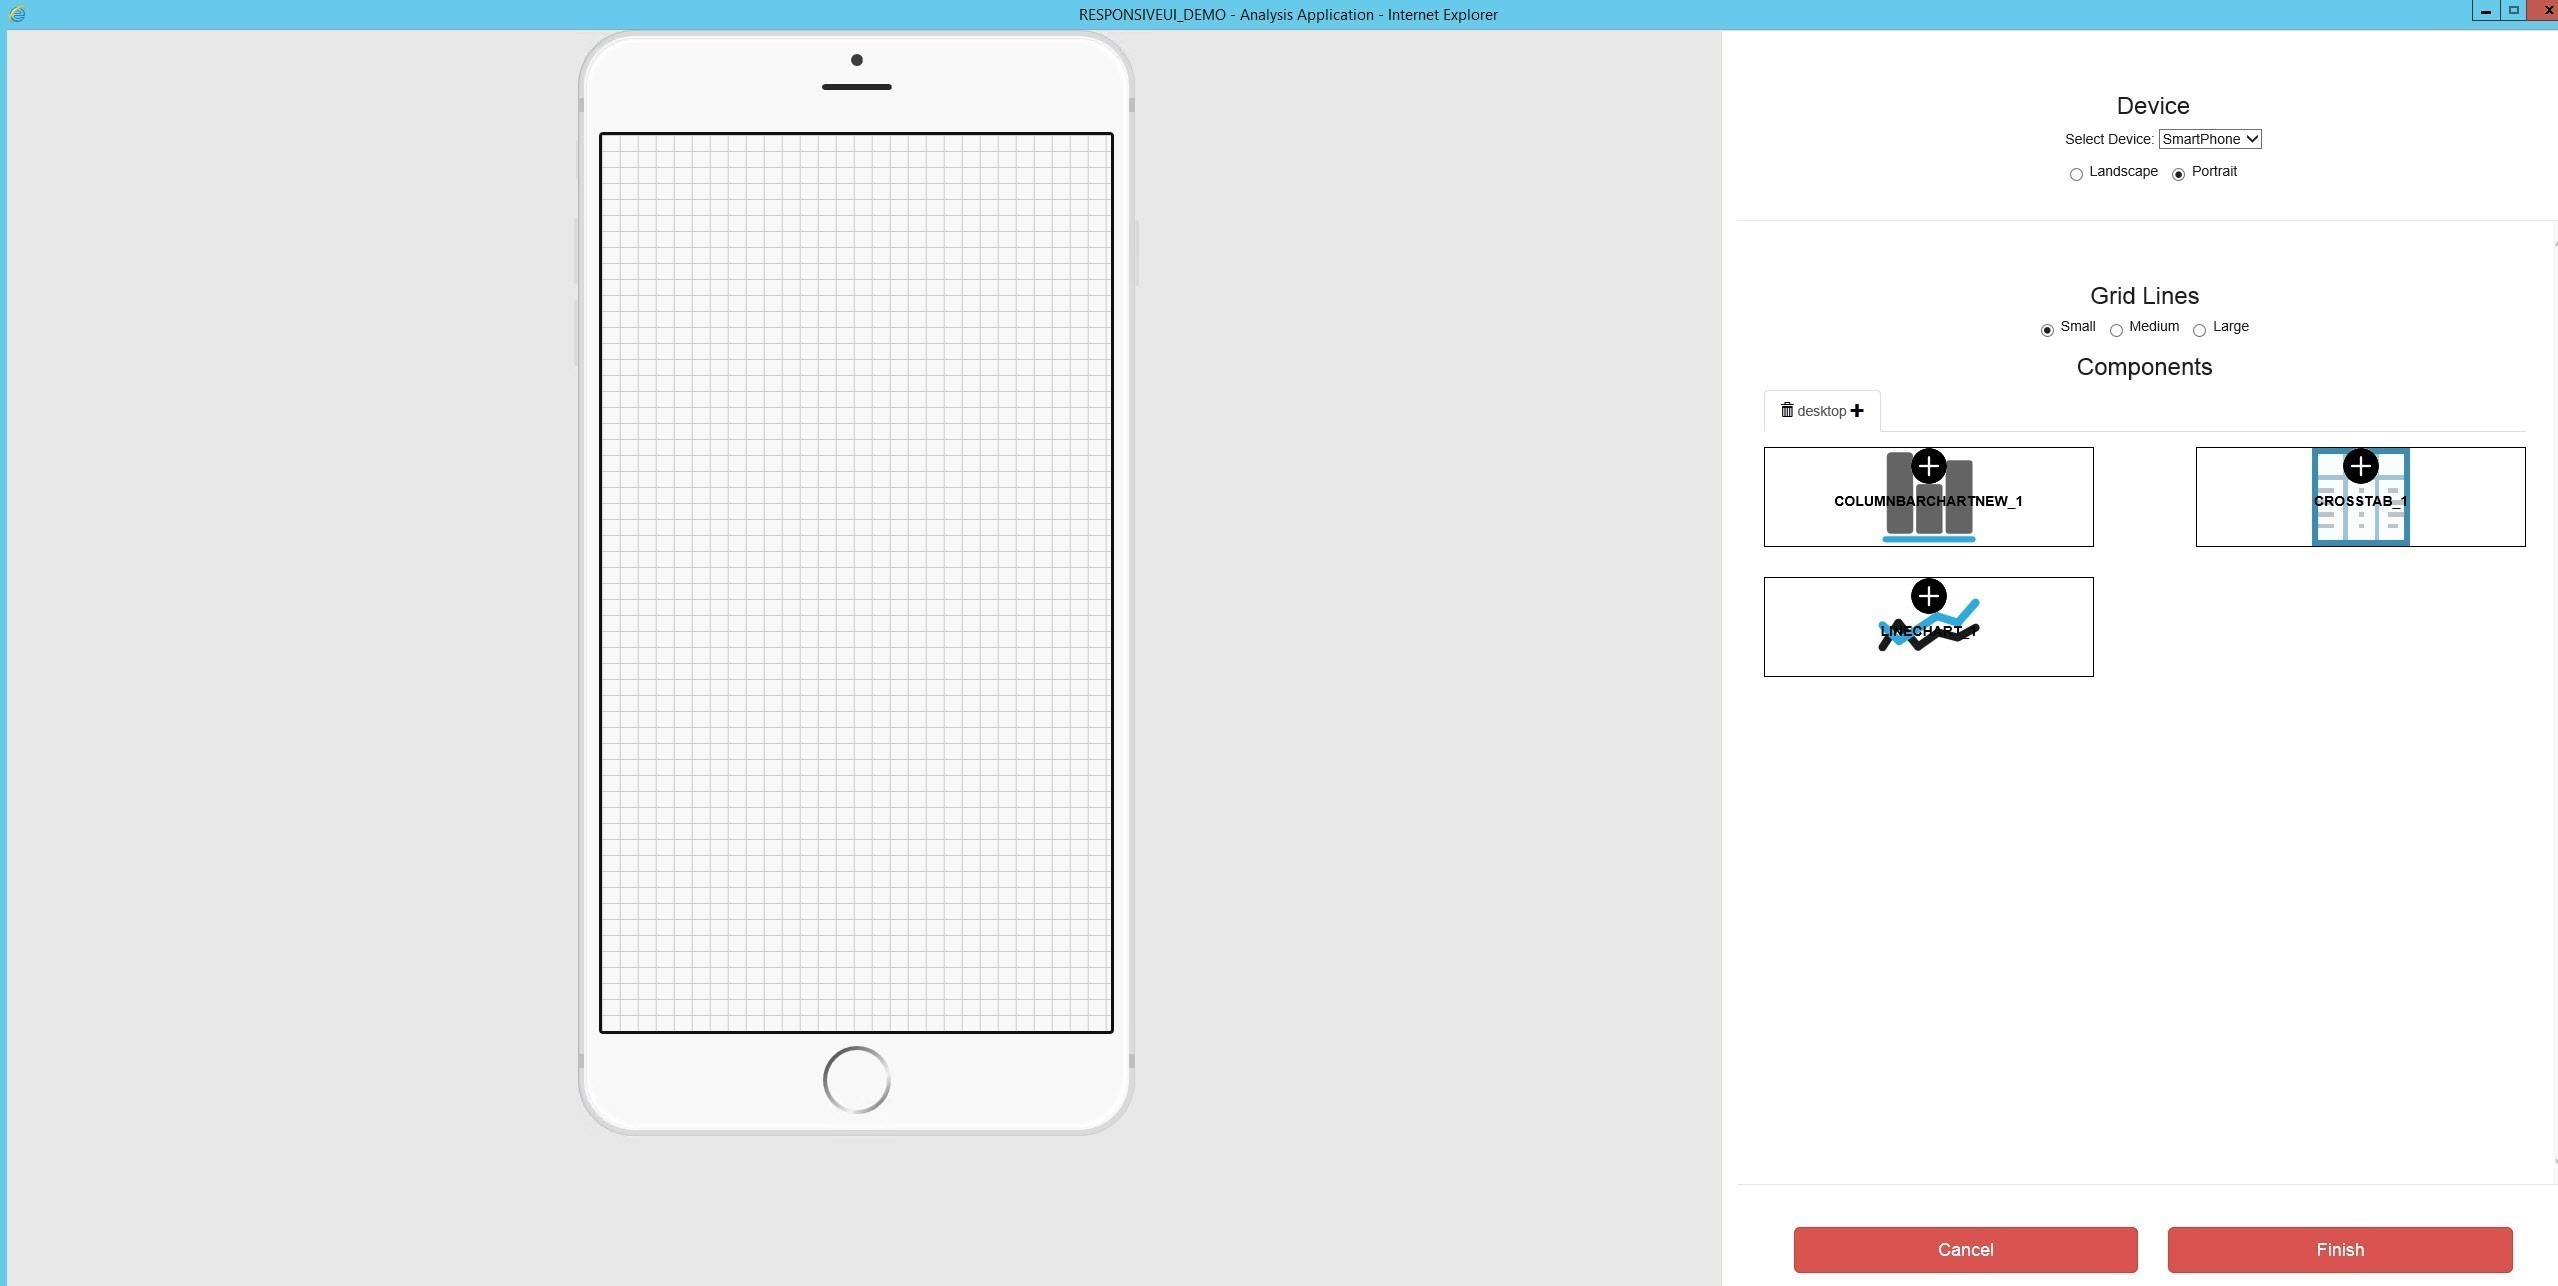 RESPONSIVEUI_DEMO - Analysis Application - Internet Explorer
Device
Select Device: SmartPhone
Landscape Portrait
Grid Lines
Small Medium Large
Components
desktop
COLUMNBARCHARTNEW_1 CROSSTAB_1
LINECHART_1
Cancel Finish